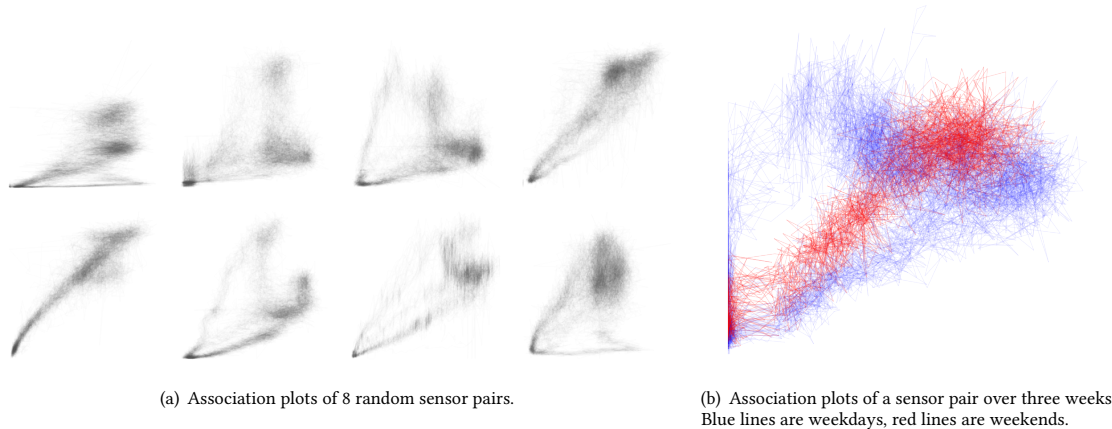 (a) Association plots of 8 random sensor pairs.
(b) Association plots of a sensor pair over three weeks
Blue lines are weekdays, red lines are weekends.